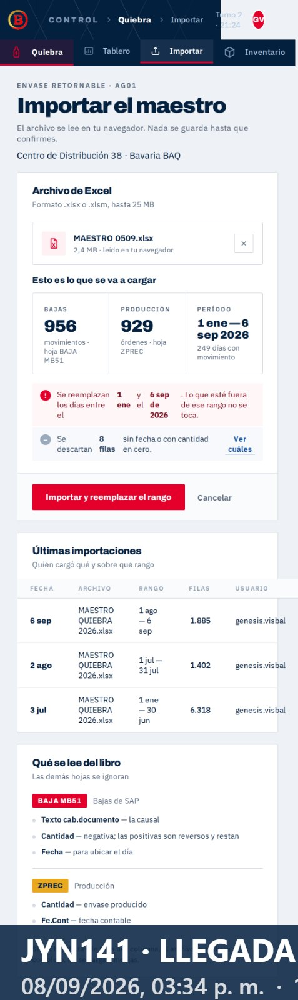 B CONTROL > Quiebra > Importar Turno 2 · 21:24 GV
Quiebra Tablero Importar Inventario
ENVASE RETORNABLE · AG01
Importar el maestro
El archivo se lee en tu navegador. Nada se guarda hasta que
confirmes.
Centro de Distribución 38 · Bavaria BAQ
Archivo de Excel
Formato .xlsx o .xlsm, hasta 25 MB
MAESTRO 0509.xlsx
2,4 MB · leído en tu navegador
Esto es lo que se va a cargar
BAJAS
956
movimientos ·
hoja BAJA
MB51
PRODUCCIÓN
929
órdenes · hoja
ZPREC
PERÍODO
1 ene — 6
sep 2026
249 días con
movimiento
Se reemplazan
los días entre
el
1
ene
y
el
6 sep
de
2026
. Lo que esté fuera
de ese rango no se
toca.
Se
descartan
8
filas
sin fecha o con cantidad
en cero.
Ver
cuáles
Importar y reemplazar el rango Cancelar
Últimas importaciones
Quién cargó qué y sobre qué rango
FECHA ARCHIVO RANGO FILAS USUARIO
6 sep
MAESTRO
QUIEBRA
2026.xlsx
1 ago
— 6
sep
1.885
genesis.visbal
2 ago
MAESTRO
QUIEBRA
2026.xlsx
1 jul —
31 jul
1.402
genesis.visbal
3 jul
MAESTRO
QUIEBRA
2026.xlsx
1 ene
— 30
jun
6.318
genesis.visbal
Qué se lee del libro
Las demás hojas se ignoran
BAJA MB51 Bajas de SAP
Texto cab.documento — la causal
Cantidad — negativa; las positivas son reversos y restan
Fecha — para ubicar el día
ZPREC Producción
Cantidad — envase producido
Fe.Cont — fecha contable
JYN141 · LLEGADA
08/09/2026, 03:34 p. m. ·